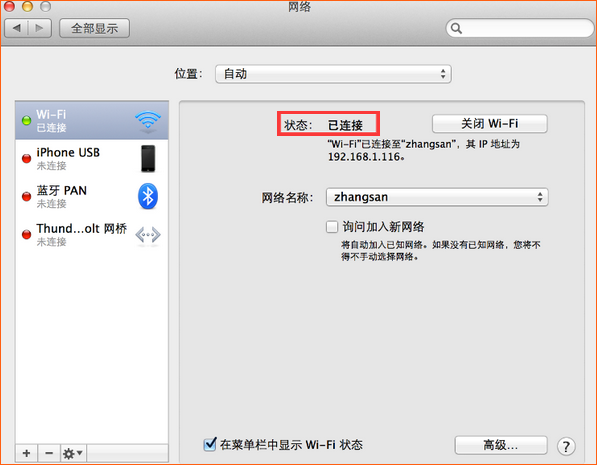 网络
全部显示
位置： 自动
Wi-Fi
已连接
iPhone USB
未连接
蓝牙 PAN
未连接
Thund...olt 网桥
未连接
状态： 已连接
关闭 Wi-Fi
“Wi-Fi”已连接至“zhangsan”，其 IP 地址为
192.168.1.116。
网络名称： zhangsan
询问加入新网络
将自动加入已知网络。如果没有已知网络，您将不
得不手动选择网络。
在菜单栏中显示 Wi-Fi 状态
高级...
?